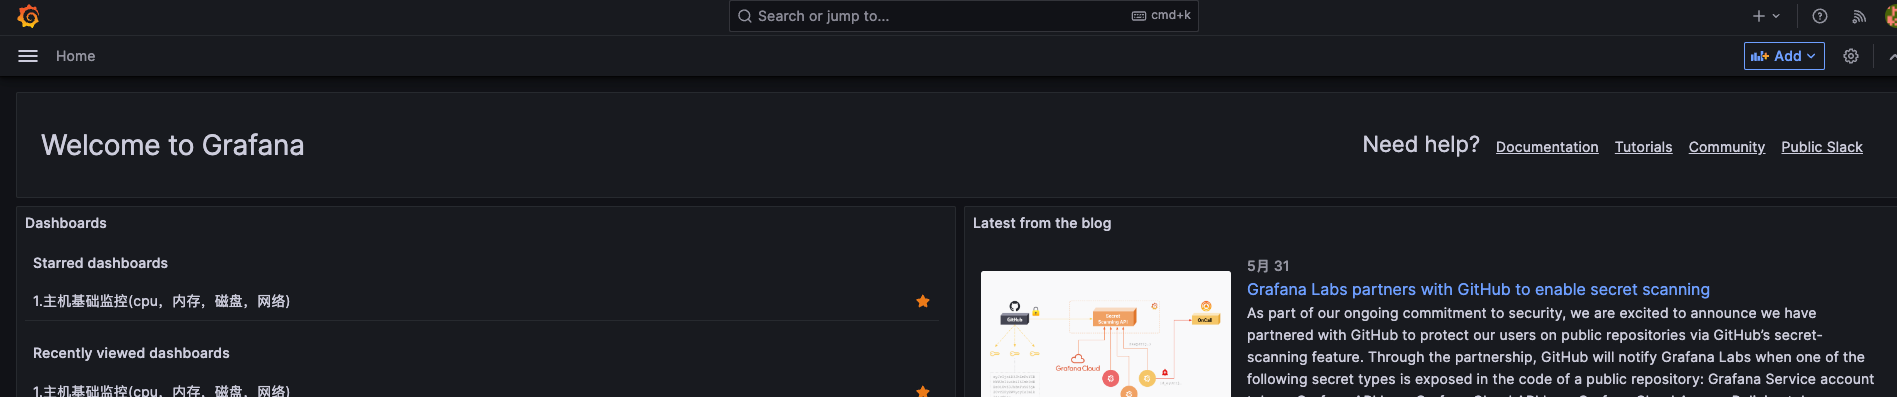 Search or jump to...
cmd+k
Home
Add
Welcome to Grafana
Need help?
Documentation
Tutorials
Community
Public Slack
Dashboards
Starred dashboards
1.主机基础监控(cpu，内存，磁盘，网络)
Recently viewed dashboards
1.主机基础监控(cpu，内存，磁盘，网络)
Latest from the blog
GitHub
Secret
Scanning API
OnCall
GrafanaCloud
5月 31
Grafana Labs partners with GitHub to enable secret scanning
As part of our ongoing commitment to security, we are excited to announce we have
partnered with GitHub to protect our users on public repositories via GitHub’s secret-
scanning feature. Through the partnership, GitHub will notify Grafana Labs when one of the
following secret types is exposed in the code of a public repository: Grafana Service account